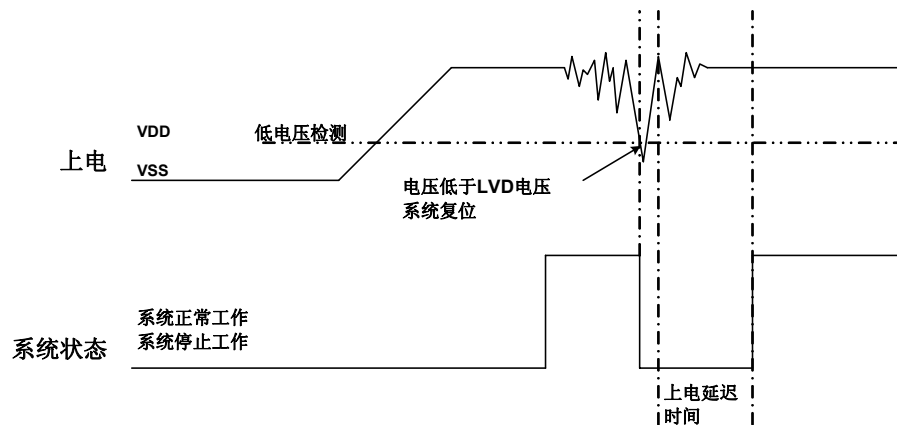 VDD
低电压检测
上电
VSS
电压低于LVD电压
系统复位
系统正常工作
系统状态
系统停止工作
上电延迟
时间